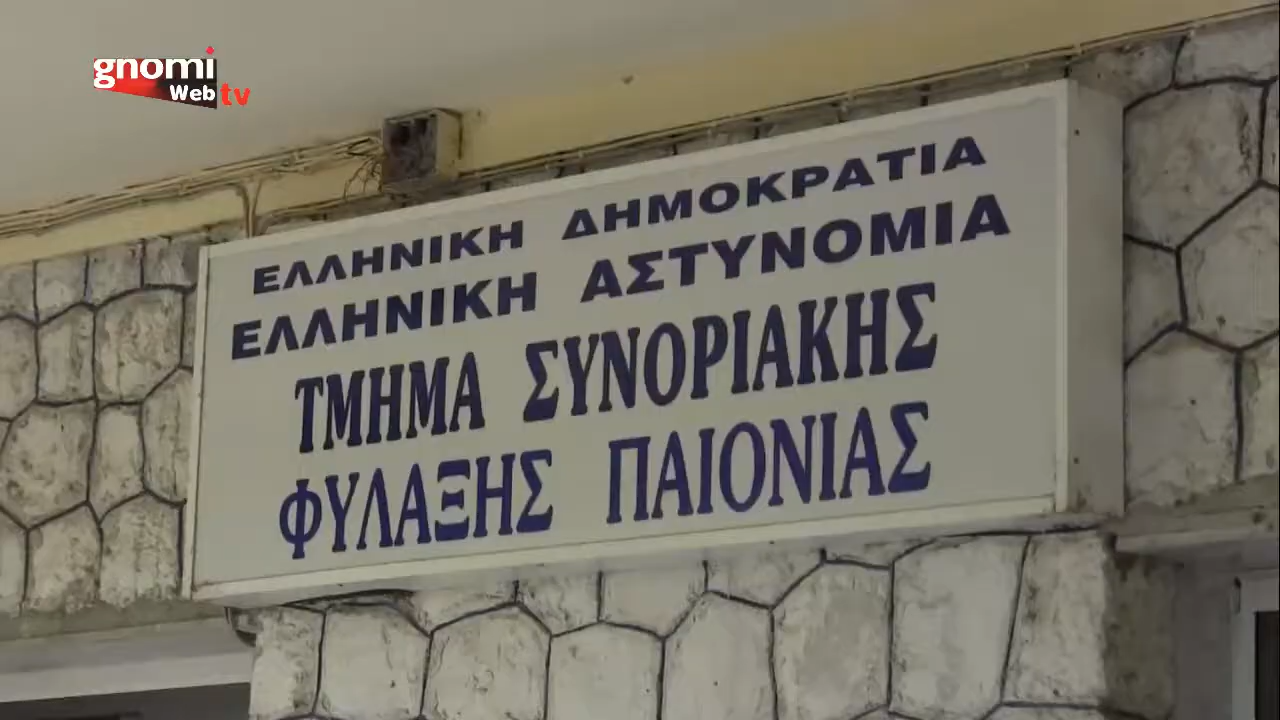 gnomi
Web tv
ΕΛΛΗΝΙΚΗ ΔΗΜΟΚΡΑΤΙΑ
ΕΛΛΗΝΙΚΗ ΑΣΤΥΝΟΜΙΑ
ΤΜΗΜΑ ΣΥΝΟΡΙΑΚΗΣ
ΦΥΛΑΞΗΣ ΠΑΙΟΝΙΑΣ